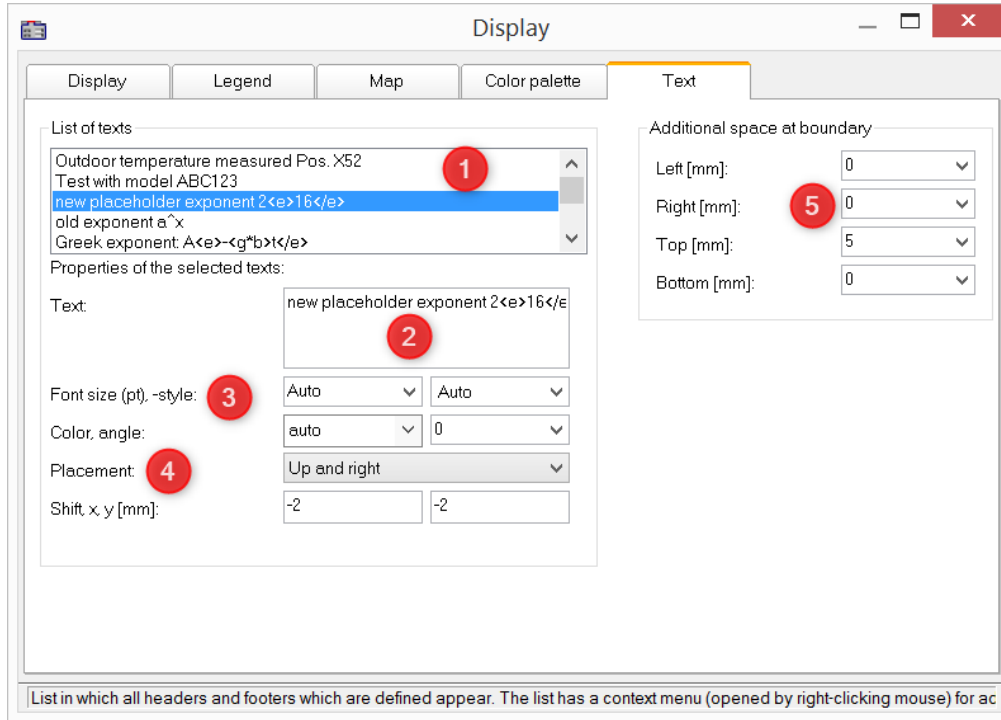 Display
Display Legend Map Color palette Text
List of texts
Outdoor temperature measured Pos. X52
Test with model ABC123
new placeholder exponent 2<e>16</e>
old exponent a^x
Greek exponent: A<e>-<g*b>t</e>
1
Properties of the selected texts:
Text:
new placeholder exponent 2<e>16</e
2
Font size (pt), -style:
3
Auto Auto
Color, angle:
auto 0
Placement:
4
Up and right
Shift, x, y [mm]:
-2 -2
Additional space at boundary
Left [mm]: 0
Right [mm]: 5 0
Top [mm]: 5
Bottom [mm]: 0
List in which all headers and footers which are defined appear. The list has a context menu (opened by right-clicking mouse) for ac